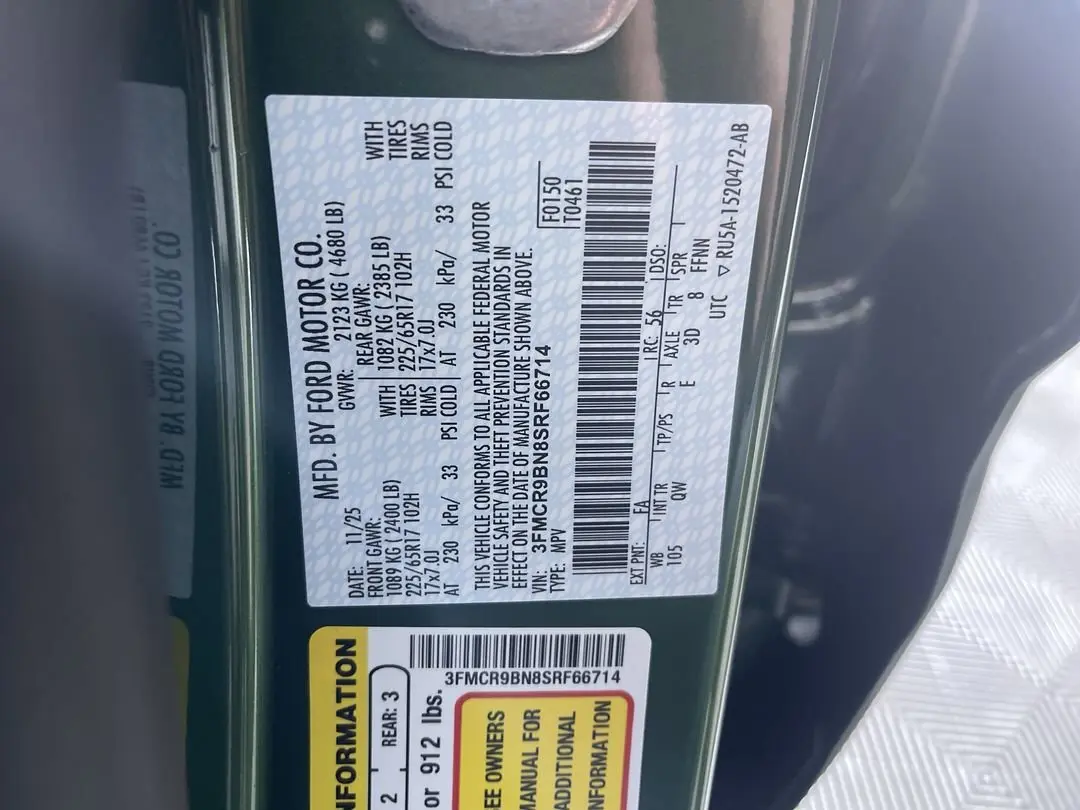 MFD. BY FORD MOTOR CO.
DATE: 11/25 GVWR: 2123 KG ( 4680 LB)
FRONT GAWR: REAR GAWR:
1089 KG ( 2400 LB) WITH 1082 KG ( 2385 LB) WITH
225/65R17 102H TIRES 225/65R17 102H TIRES
17x7.0J RIMS 17x7.0J RIMS
AT 230 kPa/ 33 PSI COLD AT 230 kPa/ 33 PSI COLD
THIS VEHICLE CONFORMS TO ALL APPLICABLE FEDERAL MOTOR
VEHICLE SAFETY AND THEFT PREVENTION STANDARDS IN
EFFECT ON THE DATE OF MANUFACTURE SHOWN ABOVE.
VIN: 3FMCR9BN8SRF66714
TYPE: MPV
F0150
T0461
EXT PNT: EA RC: 56 DSO:
WB INT TR TP/PS R AXLE TR SPR
105 QW E 3D 8 FFNN
UTC ▽ RU5A-1520472-AB
NFORMATION
2 REAR: 3
or 912 lbs.
3FMCR9BN8SRF66714
EE OWNERS
MANUAL FOR
ADDITIONAL
NFORMATION
MFD. BY FORD MOTOR CO.